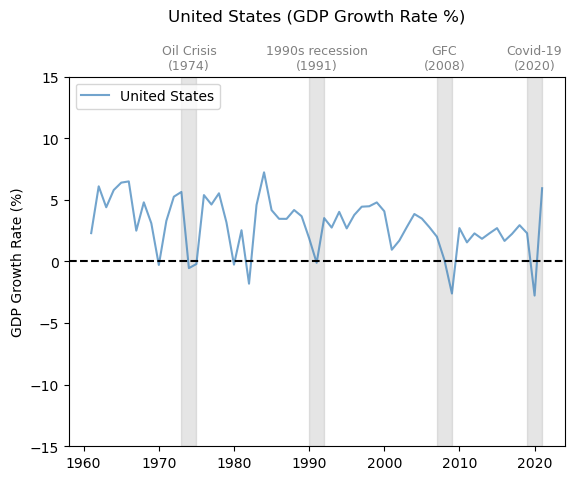 United States (GDP Growth Rate %)
Oil Crisis
(1974)
1990s recession
(1991)
GFC
(2008)
Covid-19
(2020)
United States
GDP Growth Rate (%)
15
10
5
0
−5
−10
−15
1960 1970 1980 1990 2000 2010 2020